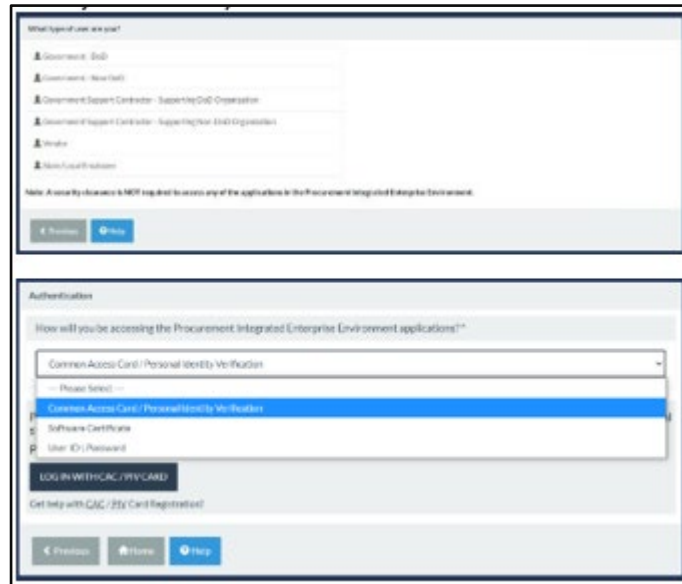 What type of user are you?
Government - DoD
Government - Non DoD
Government Support Contractor - Supporting DoD Organization
Government Support Contractor - Supporting Non-DoD Organization
Vendor
State/Local Employee
Note: A security clearance is NOT required to access any of the applications in the Procurement Integrated Enterprise Environment.
Previous
Help
Authentication
How will you be accessing the Procurement Integrated Enterprise Environment applications? *
Common Access Card / Personal Identity Verification
--- Please Select ---
Common Access Card / Personal Identity Verification
Software Certificate
User ID \ Password
LOG IN WITH CAC / PIV CARD
Get help with CAC / PIV Card Registration?
Previous
Home
Help